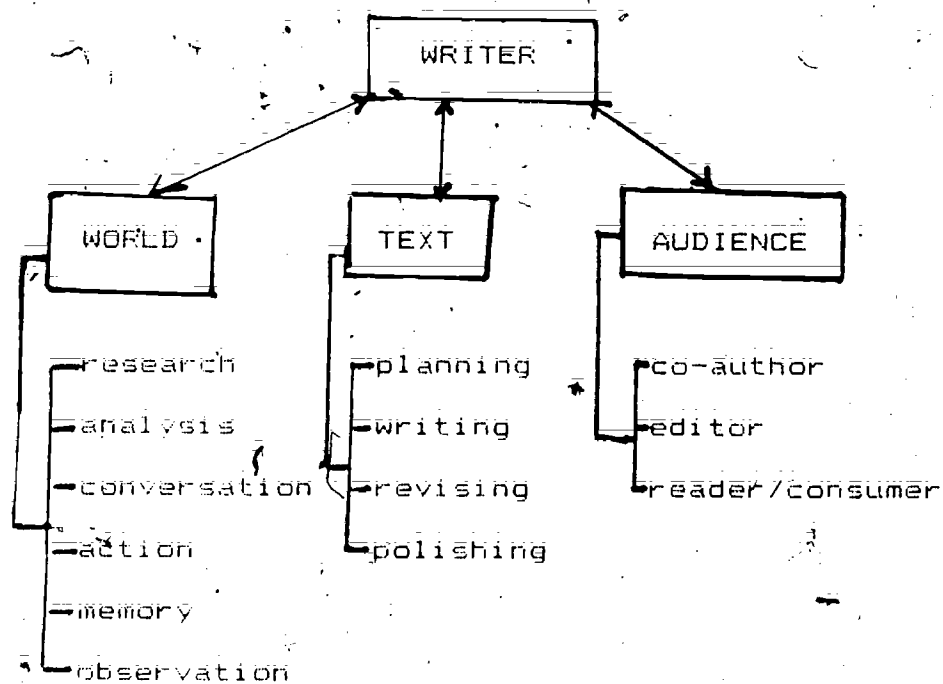 WRITER
WORLD
TEXT
AUDIENCE
research
analysis
conversation
action
memory
observation
planning
writing
revising
polishing
co-author
editor
reader/consumer